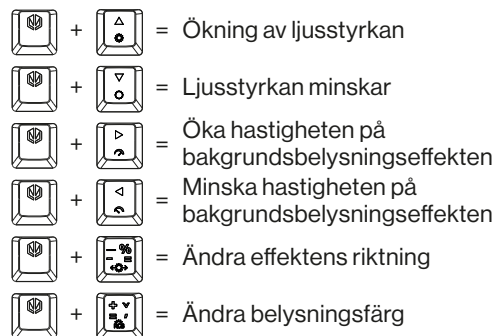 + = Ökning av ljusstyrkan
+ = Ljusstyrkan minskar
+ = Öka hastigheten på
bakgrundsbelysningseffekten
+ = Minska hastigheten på
bakgrundsbelysningseffekten
+ - % - = = Ändra effektens riktning
+ + = = Ändra belysningsfärg